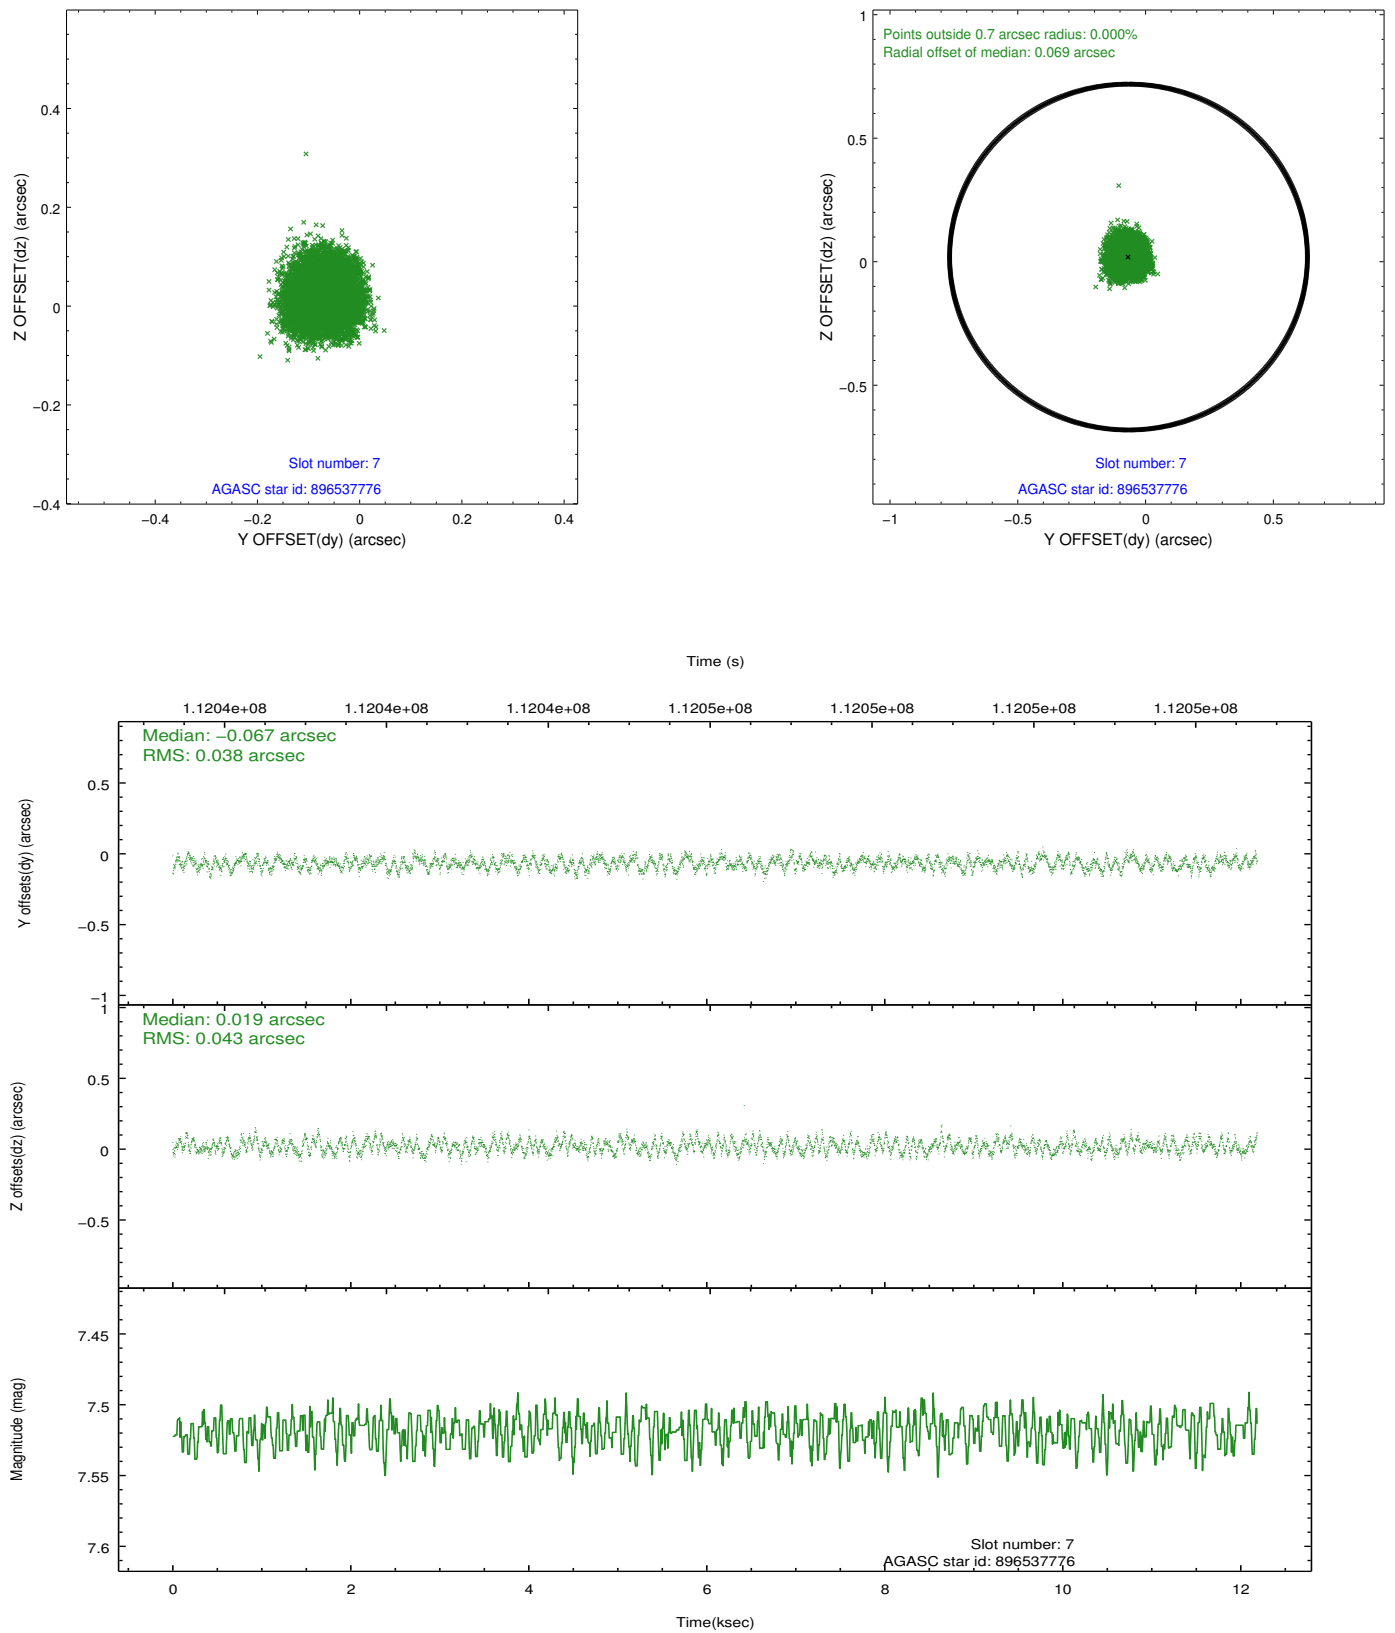 0.4
0.2
0
−0.2
−0.4
Z OFFSET(dz) (arcsec)
Slot number: 7
AGASC star id: 896537776
−0.4
−0.2
0
0.2
0.4
Y OFFSET(dy) (arcsec)
1
0.5
0
−0.5
Z OFFSET(dz) (arcsec)
Points outside 0.7 arcsec radius: 0.000%
Radial offset of median: 0.069 arcsec
Slot number: 7
AGASC star id: 896537776
−1
−0.5
0
0.5
Y OFFSET(dy) (arcsec)
Time (s)
1.1204e+08
1.1204e+08
1.1204e+08
1.1205e+08
1.1205e+08
1.1205e+08
1.1205e+08
Median: −0.067 arcsec
RMS: 0.038 arcsec
0.5
0
−0.5
−1
Y offsets(dy) (arcsec)
Median: 0.019 arcsec
RMS: 0.043 arcsec
1
0.5
0
−0.5
Z offsets(dz) (arcsec)
7.45
7.5
7.55
7.6
Magnitude (mag)
Slot number: 7
AGASC star id: 896537776
0
2
4
6
8
10
12
Time(ksec)